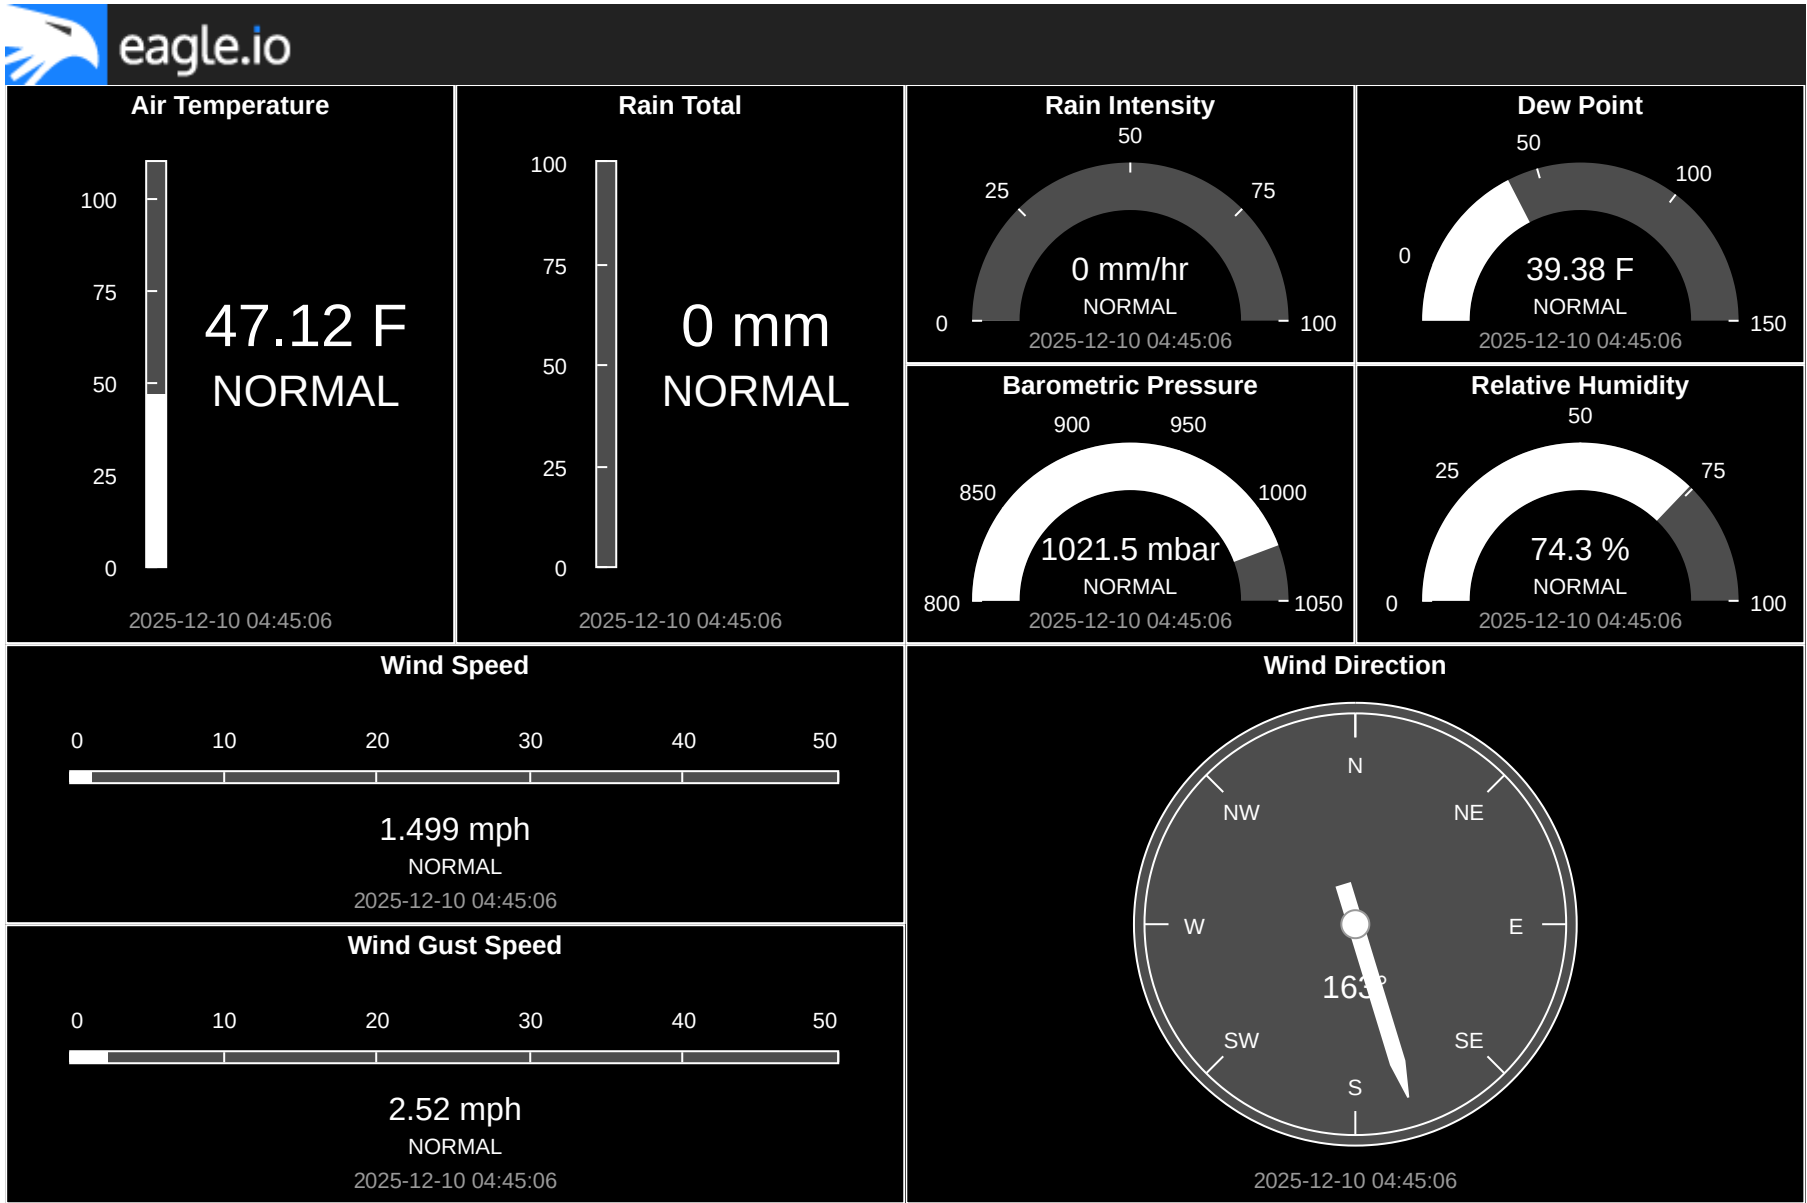 eagle.io
Air Temperature
100
75
50
25
0
47.12 F
NORMAL
2025-12-10 04:45:06
Rain Total
100
75
50
25
0
0 mm
NORMAL
2025-12-10 04:45:06
Rain Intensity
0
25
50
75
100
0 mm/hr
NORMAL
2025-12-10 04:45:06
Dew Point
0
50
100
150
39.38 F
NORMAL
2025-12-10 04:45:06
Barometric Pressure
800
850
900
950
1000
1050
1021.5 mbar
NORMAL
2025-12-10 04:45:06
Relative Humidity
0
25
50
75
100
74.3 %
NORMAL
2025-12-10 04:45:06
Wind Speed
0 10 20 30 40 50
1.499 mph
NORMAL
2025-12-10 04:45:06
Wind Gust Speed
0 10 20 30 40 50
2.52 mph
NORMAL
2025-12-10 04:45:06
Wind Direction
N
NW NE
W E
163°
SW SE
S
2025-12-10 04:45:06